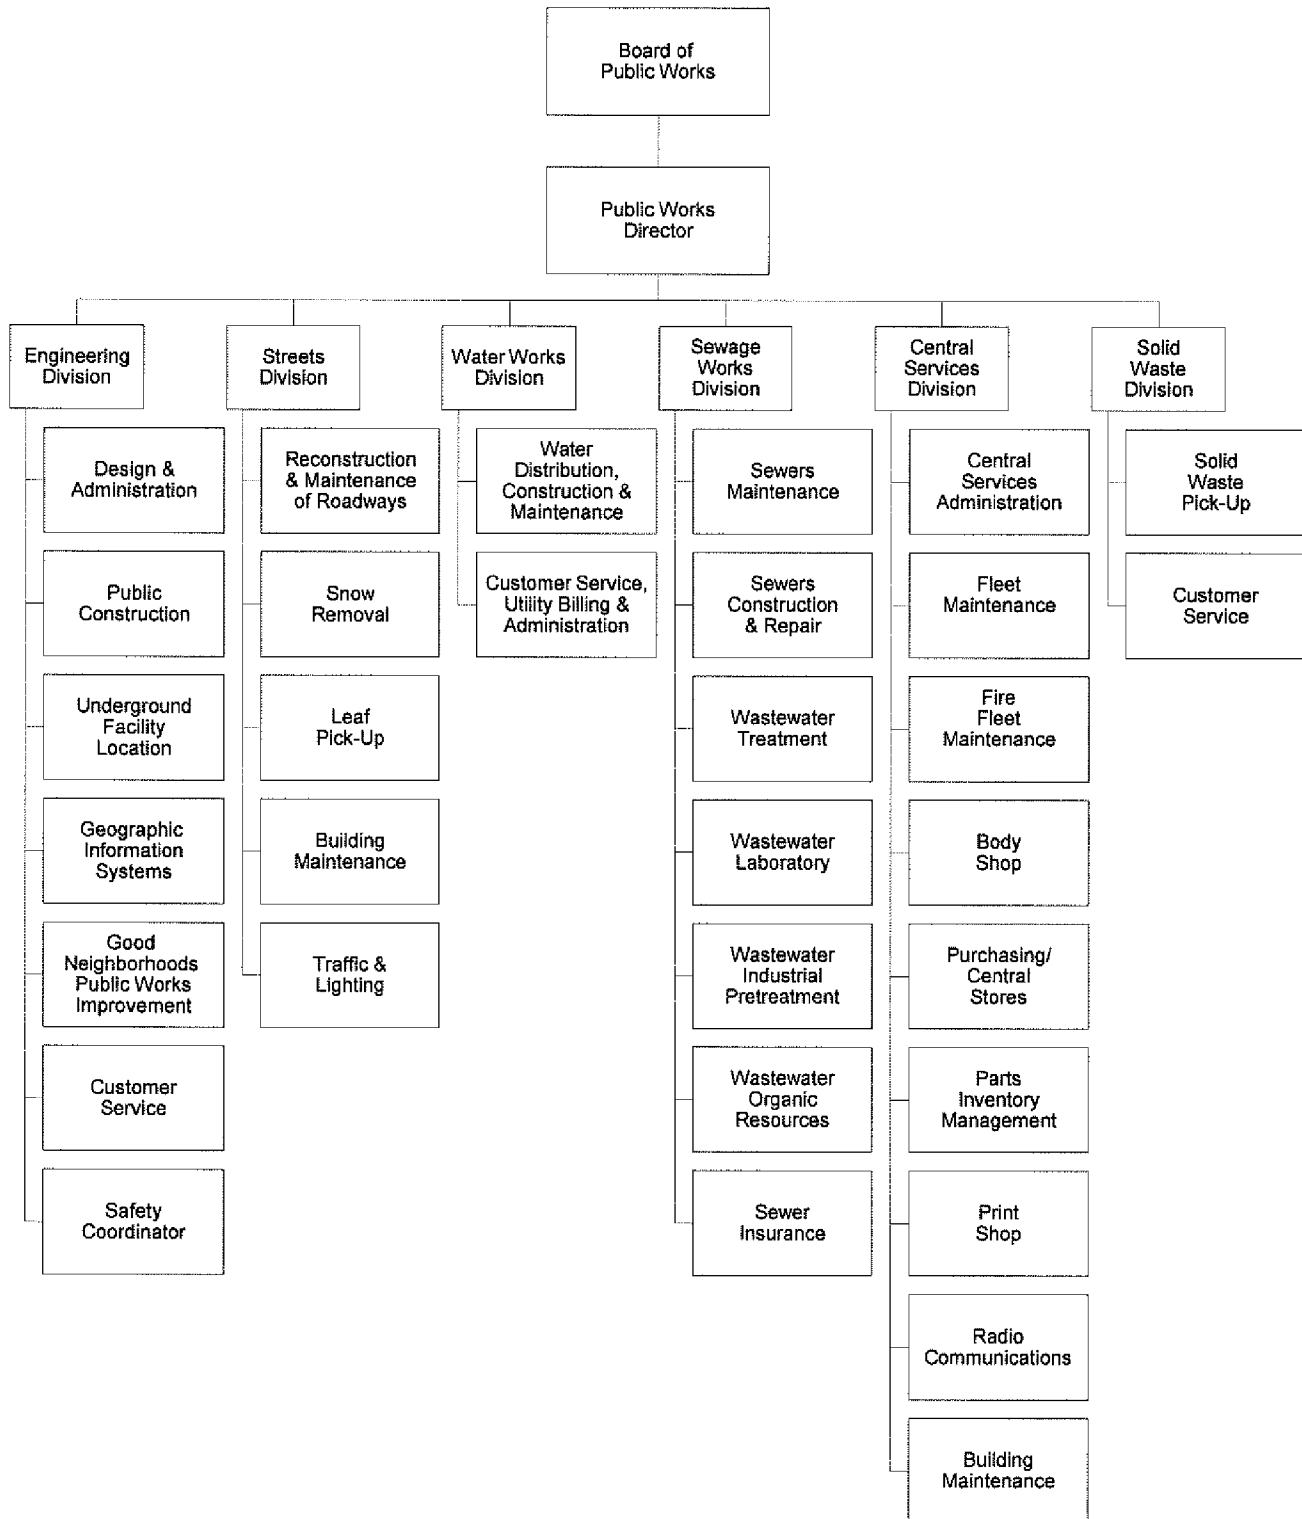 Board of
Public Works
Public Works
Director
Engineering
Division
Streets
Division
Water Works
Division
Sewage
Works
Division
Central
Services
Division
Solid
Waste
Division
Design &
Administration
Public
Construction
Underground
Facility
Location
Geographic
Information
Systems
Good
Neighborhoods
Public Works
Improvement
Customer
Service
Safety
Coordinator
Reconstruction
& Maintenance
of Roadways
Snow
Removal
Leaf
Pick-Up
Building
Maintenance
Traffic &
Lighting
Water
Distribution,
Construction &
Maintenance
Customer Service,
Utility Billing &
Administration
Sewers
Maintenance
Sewers
Construction
& Repair
Wastewater
Treatment
Wastewater
Laboratory
Wastewater
Industrial
Pretreatment
Wastewater
Organic
Resources
Sewer
Insurance
Central
Services
Administration
Fleet
Maintenance
Fire
Fleet
Maintenance
Body
Shop
Purchasing/
Central
Stores
Parts
Inventory
Management
Print
Shop
Radio
Communications
Building
Maintenance
Solid
Waste
Pick-Up
Customer
Service